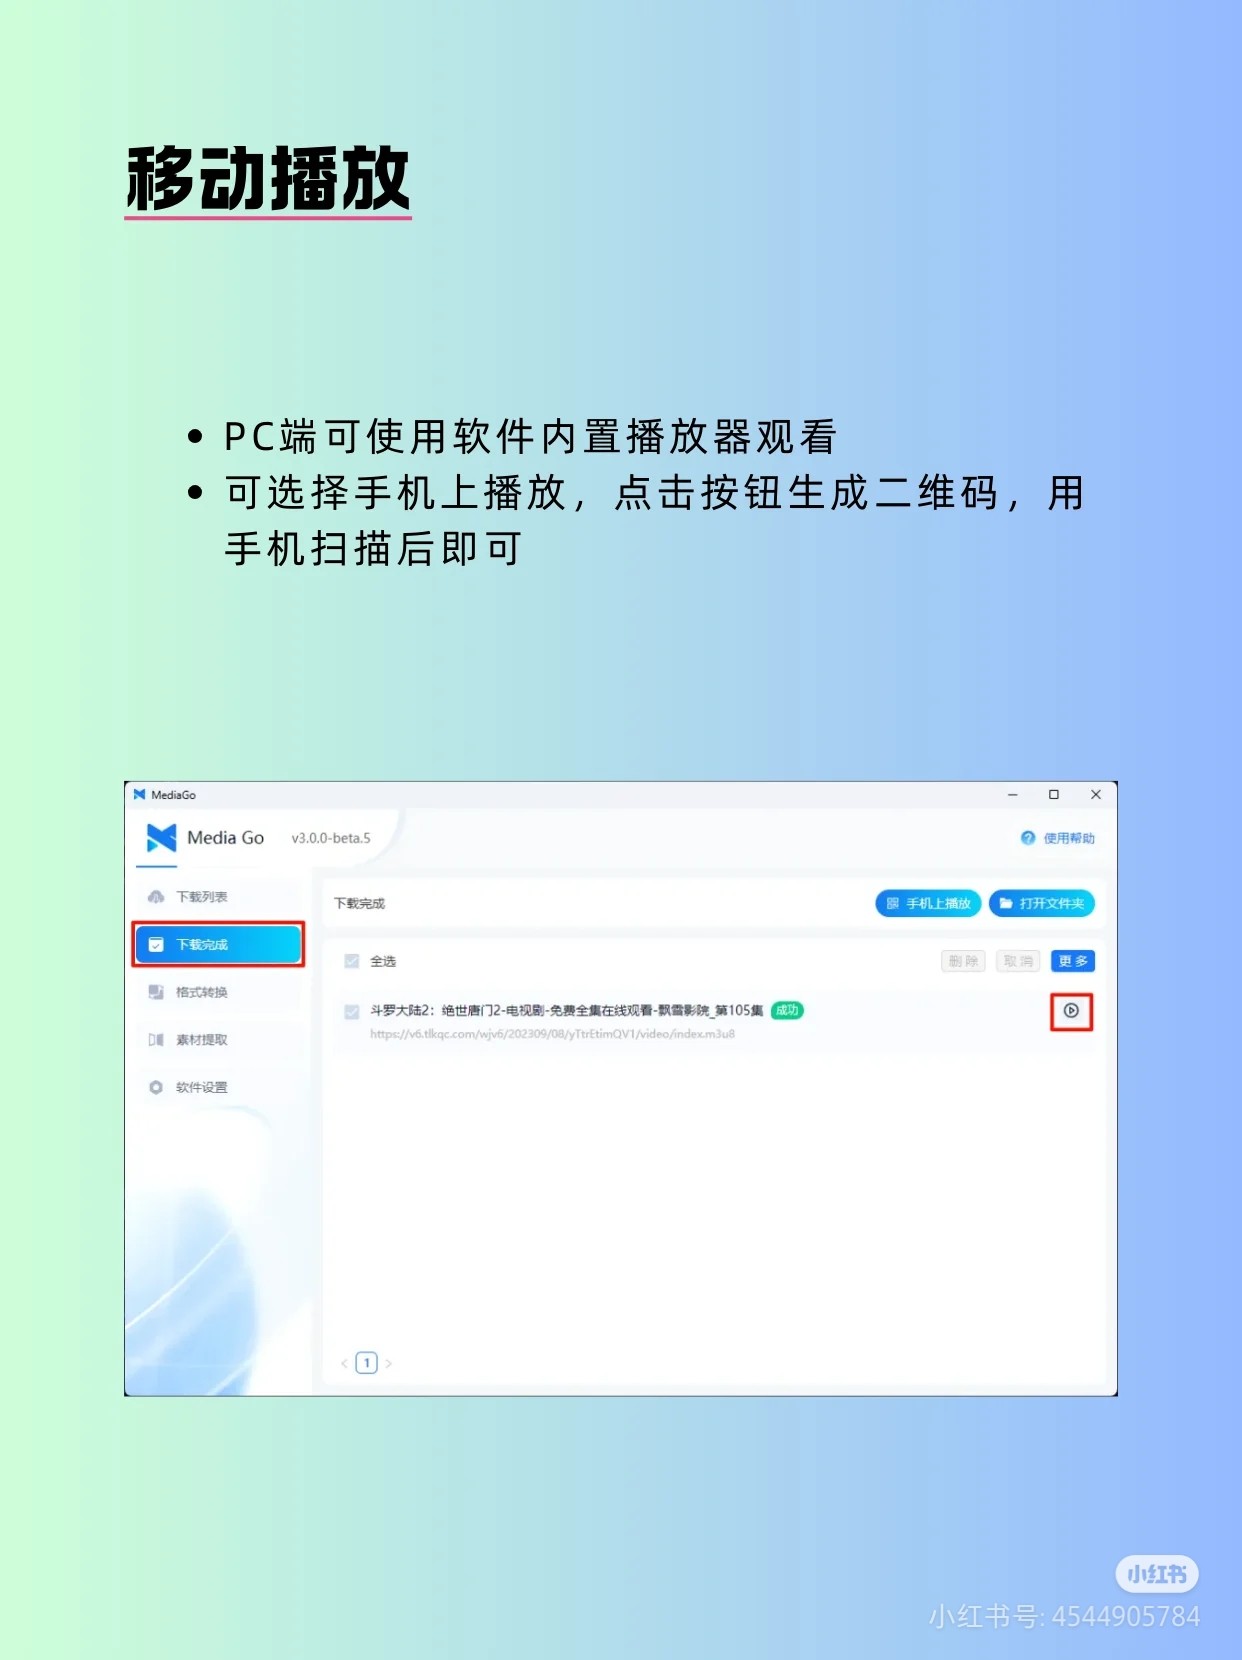 移动播放
PC端可使用软件内置播放器观看
可选择手机上播放，点击按钮生成二维码，用
手机扫描后即可
MediaGo
Media Go v3.0.0-beta.5
使用帮助
下载列表
下载完成
格式转换
素材提取
软件设置
下载完成
手机上播放
打开文件夹
全选
删 除
取 消
更 多
斗罗大陆2：绝世唐门2-电视剧-免费全集在线观看-飘雪影院_第105集 成功
https://v6.tlkqc.com/wjv6/202309/08/yTtrEtimQV1/video/index.m3u8
1
小红书
小红书号: 4544905784